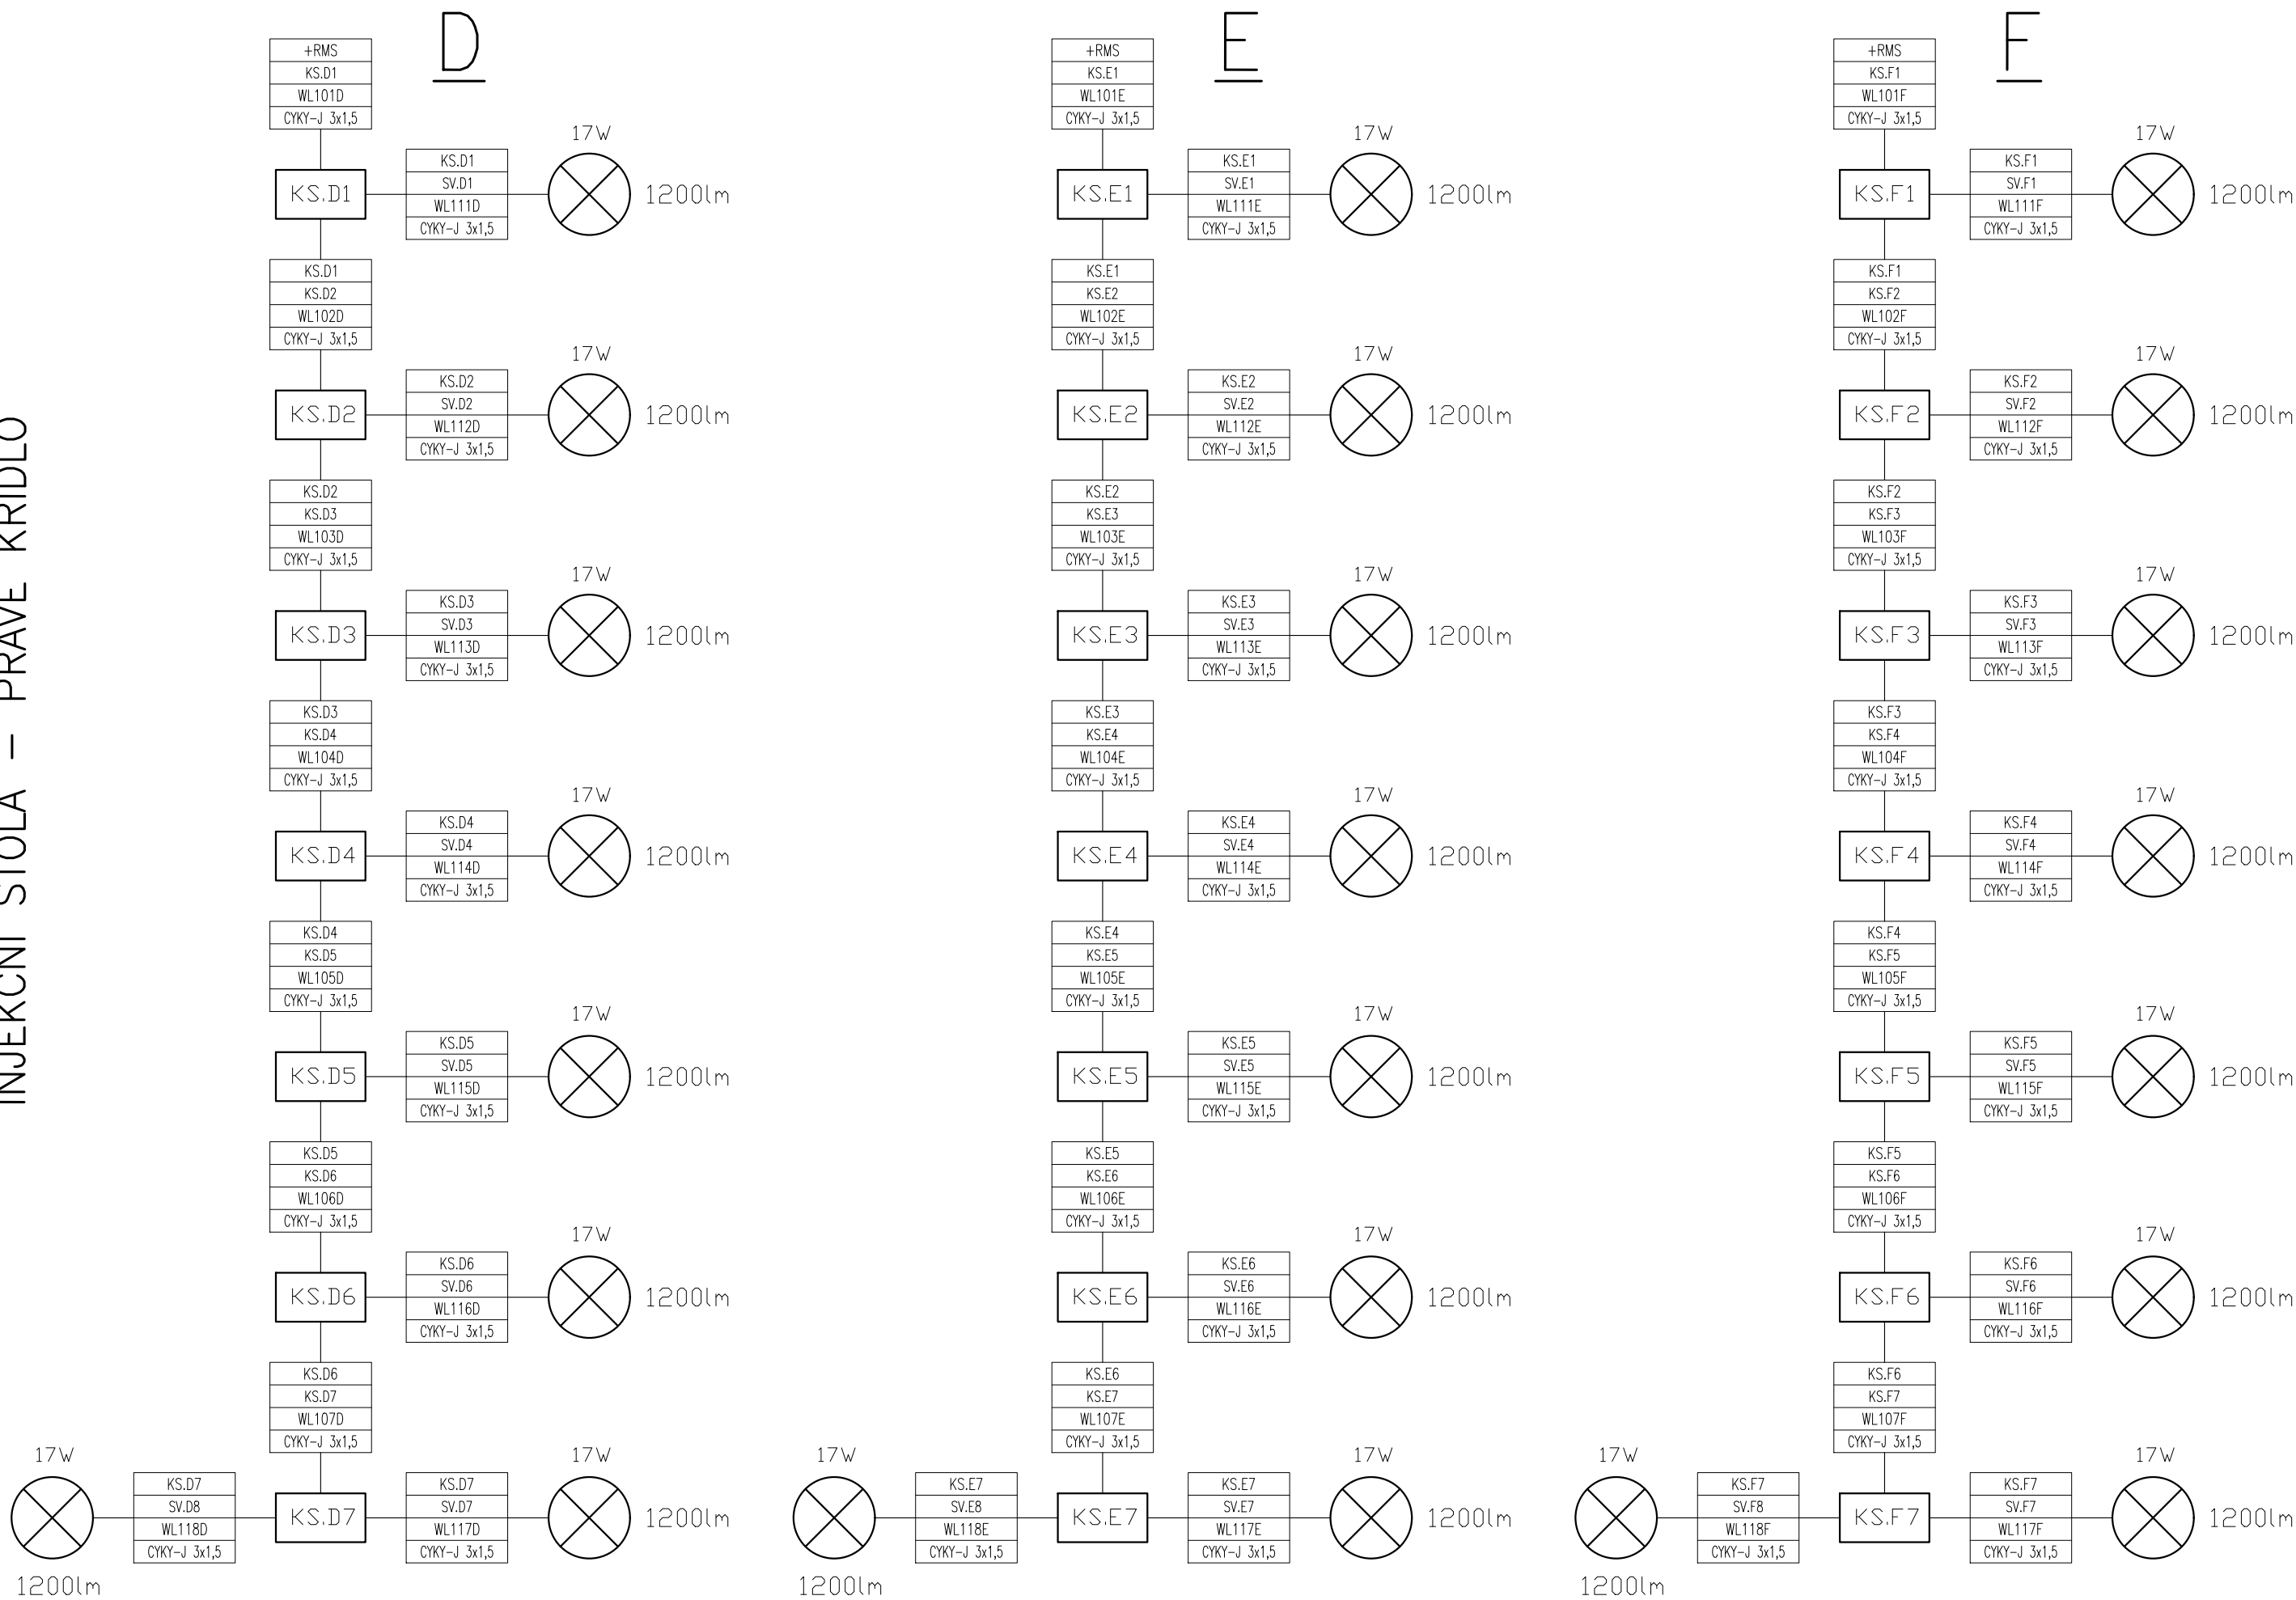 INJEKCNI STOLA - PRAVE KRIDLO
D
+RMS
KS.D1
WL101D
CYKY-J 3x1,5
17W
KS.D1
KS.D1
SV.D1
WL111D
CYKY-J 3x1,5
1200lm
KS.D1
KS.D2
WL102D
CYKY-J 3x1,5
17W
KS.D2
KS.D2
SV.D2
WL112D
CYKY-J 3x1,5
1200lm
KS.D2
KS.D3
WL103D
CYKY-J 3x1,5
17W
KS.D3
KS.D3
SV.D3
WL113D
CYKY-J 3x1,5
1200lm
KS.D3
KS.D4
WL104D
CYKY-J 3x1,5
17W
KS.D4
KS.D4
SV.D4
WL114D
CYKY-J 3x1,5
1200lm
KS.D4
KS.D5
WL105D
CYKY-J 3x1,5
17W
KS.D5
KS.D5
SV.D5
WL115D
CYKY-J 3x1,5
1200lm
KS.D5
KS.D6
WL106D
CYKY-J 3x1,5
17W
KS.D6
KS.D6
SV.D6
WL116D
CYKY-J 3x1,5
1200lm
KS.D6
KS.D7
WL107D
CYKY-J 3x1,5
17W
1200lm
KS.D7
SV.D8
WL118D
CYKY-J 3x1,5
KS.D7
KS.D7
SV.D7
WL117D
CYKY-J 3x1,5
17W
1200lm
E
+RMS
KS.E1
WL101E
CYKY-J 3x1,5
17W
KS.E1
KS.E1
SV.E1
WL111E
CYKY-J 3x1,5
1200lm
KS.E1
KS.E2
WL102E
CYKY-J 3x1,5
17W
KS.E2
KS.E2
SV.E2
WL112E
CYKY-J 3x1,5
1200lm
KS.E2
KS.E3
WL103E
CYKY-J 3x1,5
17W
KS.E3
KS.E3
SV.E3
WL113E
CYKY-J 3x1,5
1200lm
KS.E3
KS.E4
WL104E
CYKY-J 3x1,5
17W
KS.E4
KS.E4
SV.E4
WL114E
CYKY-J 3x1,5
1200lm
KS.E4
KS.E5
WL105E
CYKY-J 3x1,5
17W
KS.E5
KS.E5
SV.E5
WL115E
CYKY-J 3x1,5
1200lm
KS.E5
KS.E6
WL106E
CYKY-J 3x1,5
17W
KS.E6
KS.E6
SV.E6
WL116E
CYKY-J 3x1,5
1200lm
KS.E6
KS.E7
WL107E
CYKY-J 3x1,5
17W
1200lm
KS.E7
SV.E8
WL118E
CYKY-J 3x1,5
KS.E7
KS.E7
SV.E7
WL117E
CYKY-J 3x1,5
17W
1200lm
F
+RMS
KS.F1
WL101F
CYKY-J 3x1,5
17W
KS.F1
KS.F1
SV.F1
WL111F
CYKY-J 3x1,5
1200lm
KS.F1
KS.F2
WL102F
CYKY-J 3x1,5
17W
KS.F2
KS.F2
SV.F2
WL112F
CYKY-J 3x1,5
1200lm
KS.F2
KS.F3
WL103F
CYKY-J 3x1,5
17W
KS.F3
KS.F3
SV.F3
WL113F
CYKY-J 3x1,5
1200lm
KS.F3
KS.F4
WL104F
CYKY-J 3x1,5
17W
KS.F4
KS.F4
SV.F4
WL114F
CYKY-J 3x1,5
1200lm
KS.F4
KS.F5
WL105F
CYKY-J 3x1,5
17W
KS.F5
KS.F5
SV.F5
WL115F
CYKY-J 3x1,5
1200lm
KS.F5
KS.F6
WL106F
CYKY-J 3x1,5
17W
KS.F6
KS.F6
SV.F6
WL116F
CYKY-J 3x1,5
1200lm
KS.F6
KS.F7
WL107F
CYKY-J 3x1,5
17W
1200lm
KS.F7
SV.F8
WL118F
CYKY-J 3x1,5
KS.F7
KS.F7
SV.F7
WL117F
CYKY-J 3x1,5
17W
1200lm